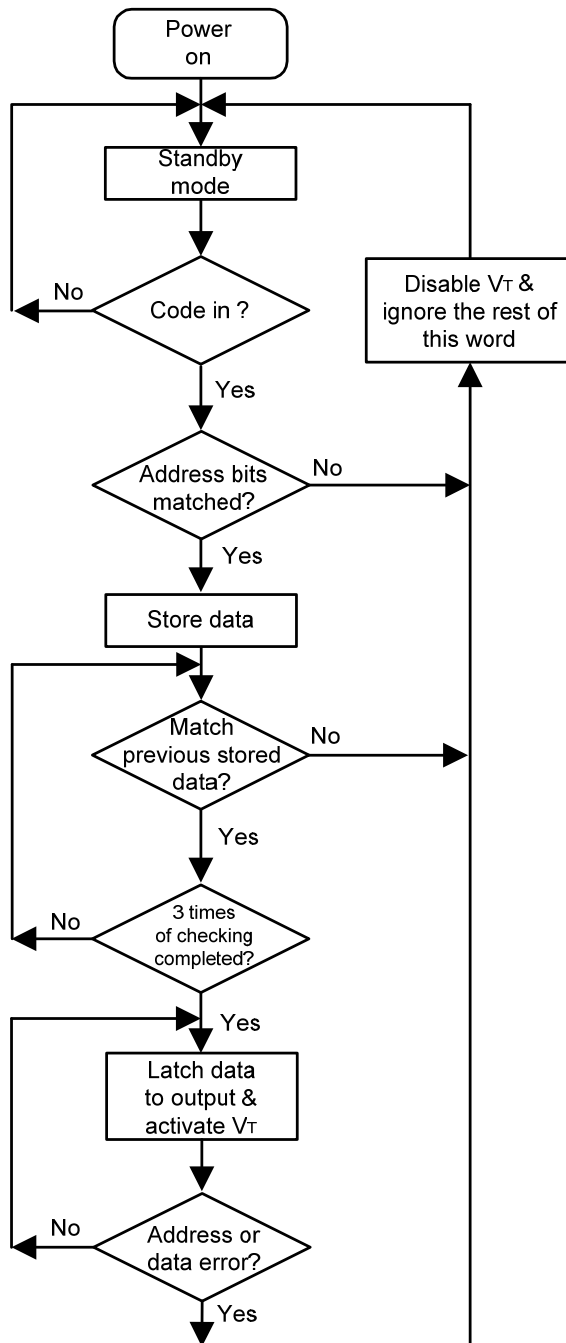 Power
on
Standby
mode
Code in ?
No
Yes
Disable VT &
ignore the rest of
this word
Address bits
matched?
No
Yes
Store data
Match
previous stored
data?
No
Yes
3 times
of checking
completed?
No
Yes
Latch data
to output &
activate VT
Address or
data error?
No
Yes